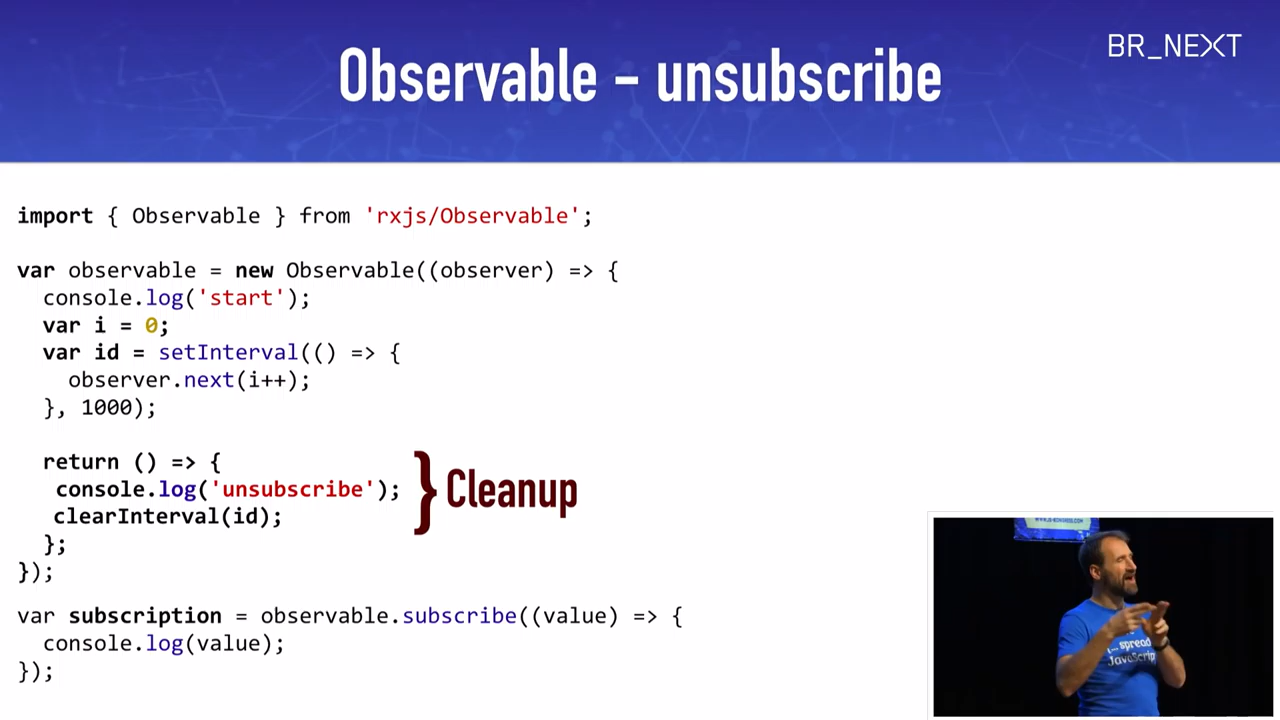 BR_NEXT
Observable – unsubscribe
import { Observable } from 'rxjs/Observable';
var observable = new Observable((observer) => {
  console.log('start');
  var i = 0;
  var id = setInterval(() => {
    observer.next(i++);
  }, 1000);
  return () => {
   console.log('unsubscribe');
   clearInterval(id);
  };
});
} Cleanup
var subscription = observable.subscribe((value) => {
  console.log(value);
});
spread
JavaScript